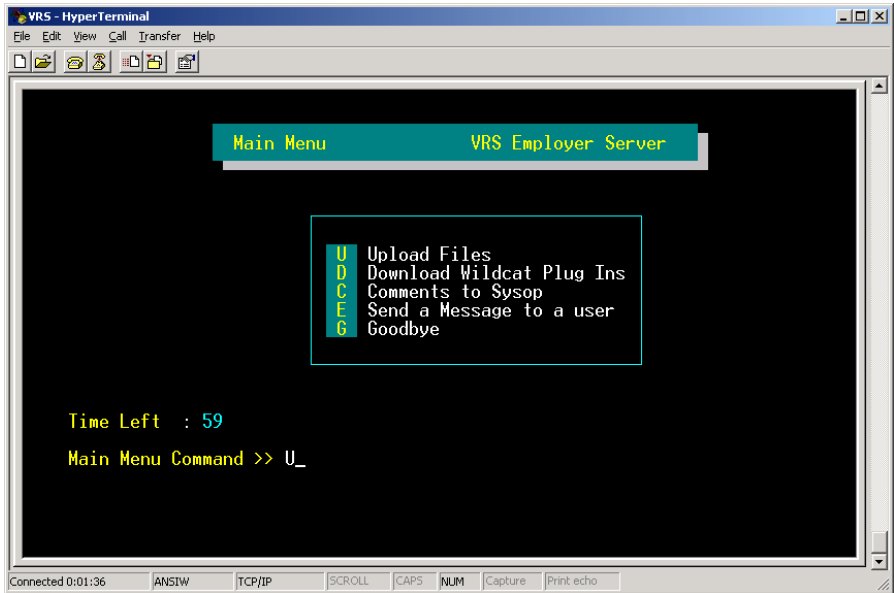 VRS - HyperTerminal
File Edit View Call Transfer Help
Main Menu VRS Employer Server
U Upload Files
D Download Wildcat Plug Ins
C Comments to Sysop
E Send a Message to a user
G Goodbye
Time Left : 59
Main Menu Command >> U_
Connected 0:01:36 ANSIW TCP/IP SCROLL CAPS NUM Capture Print echo